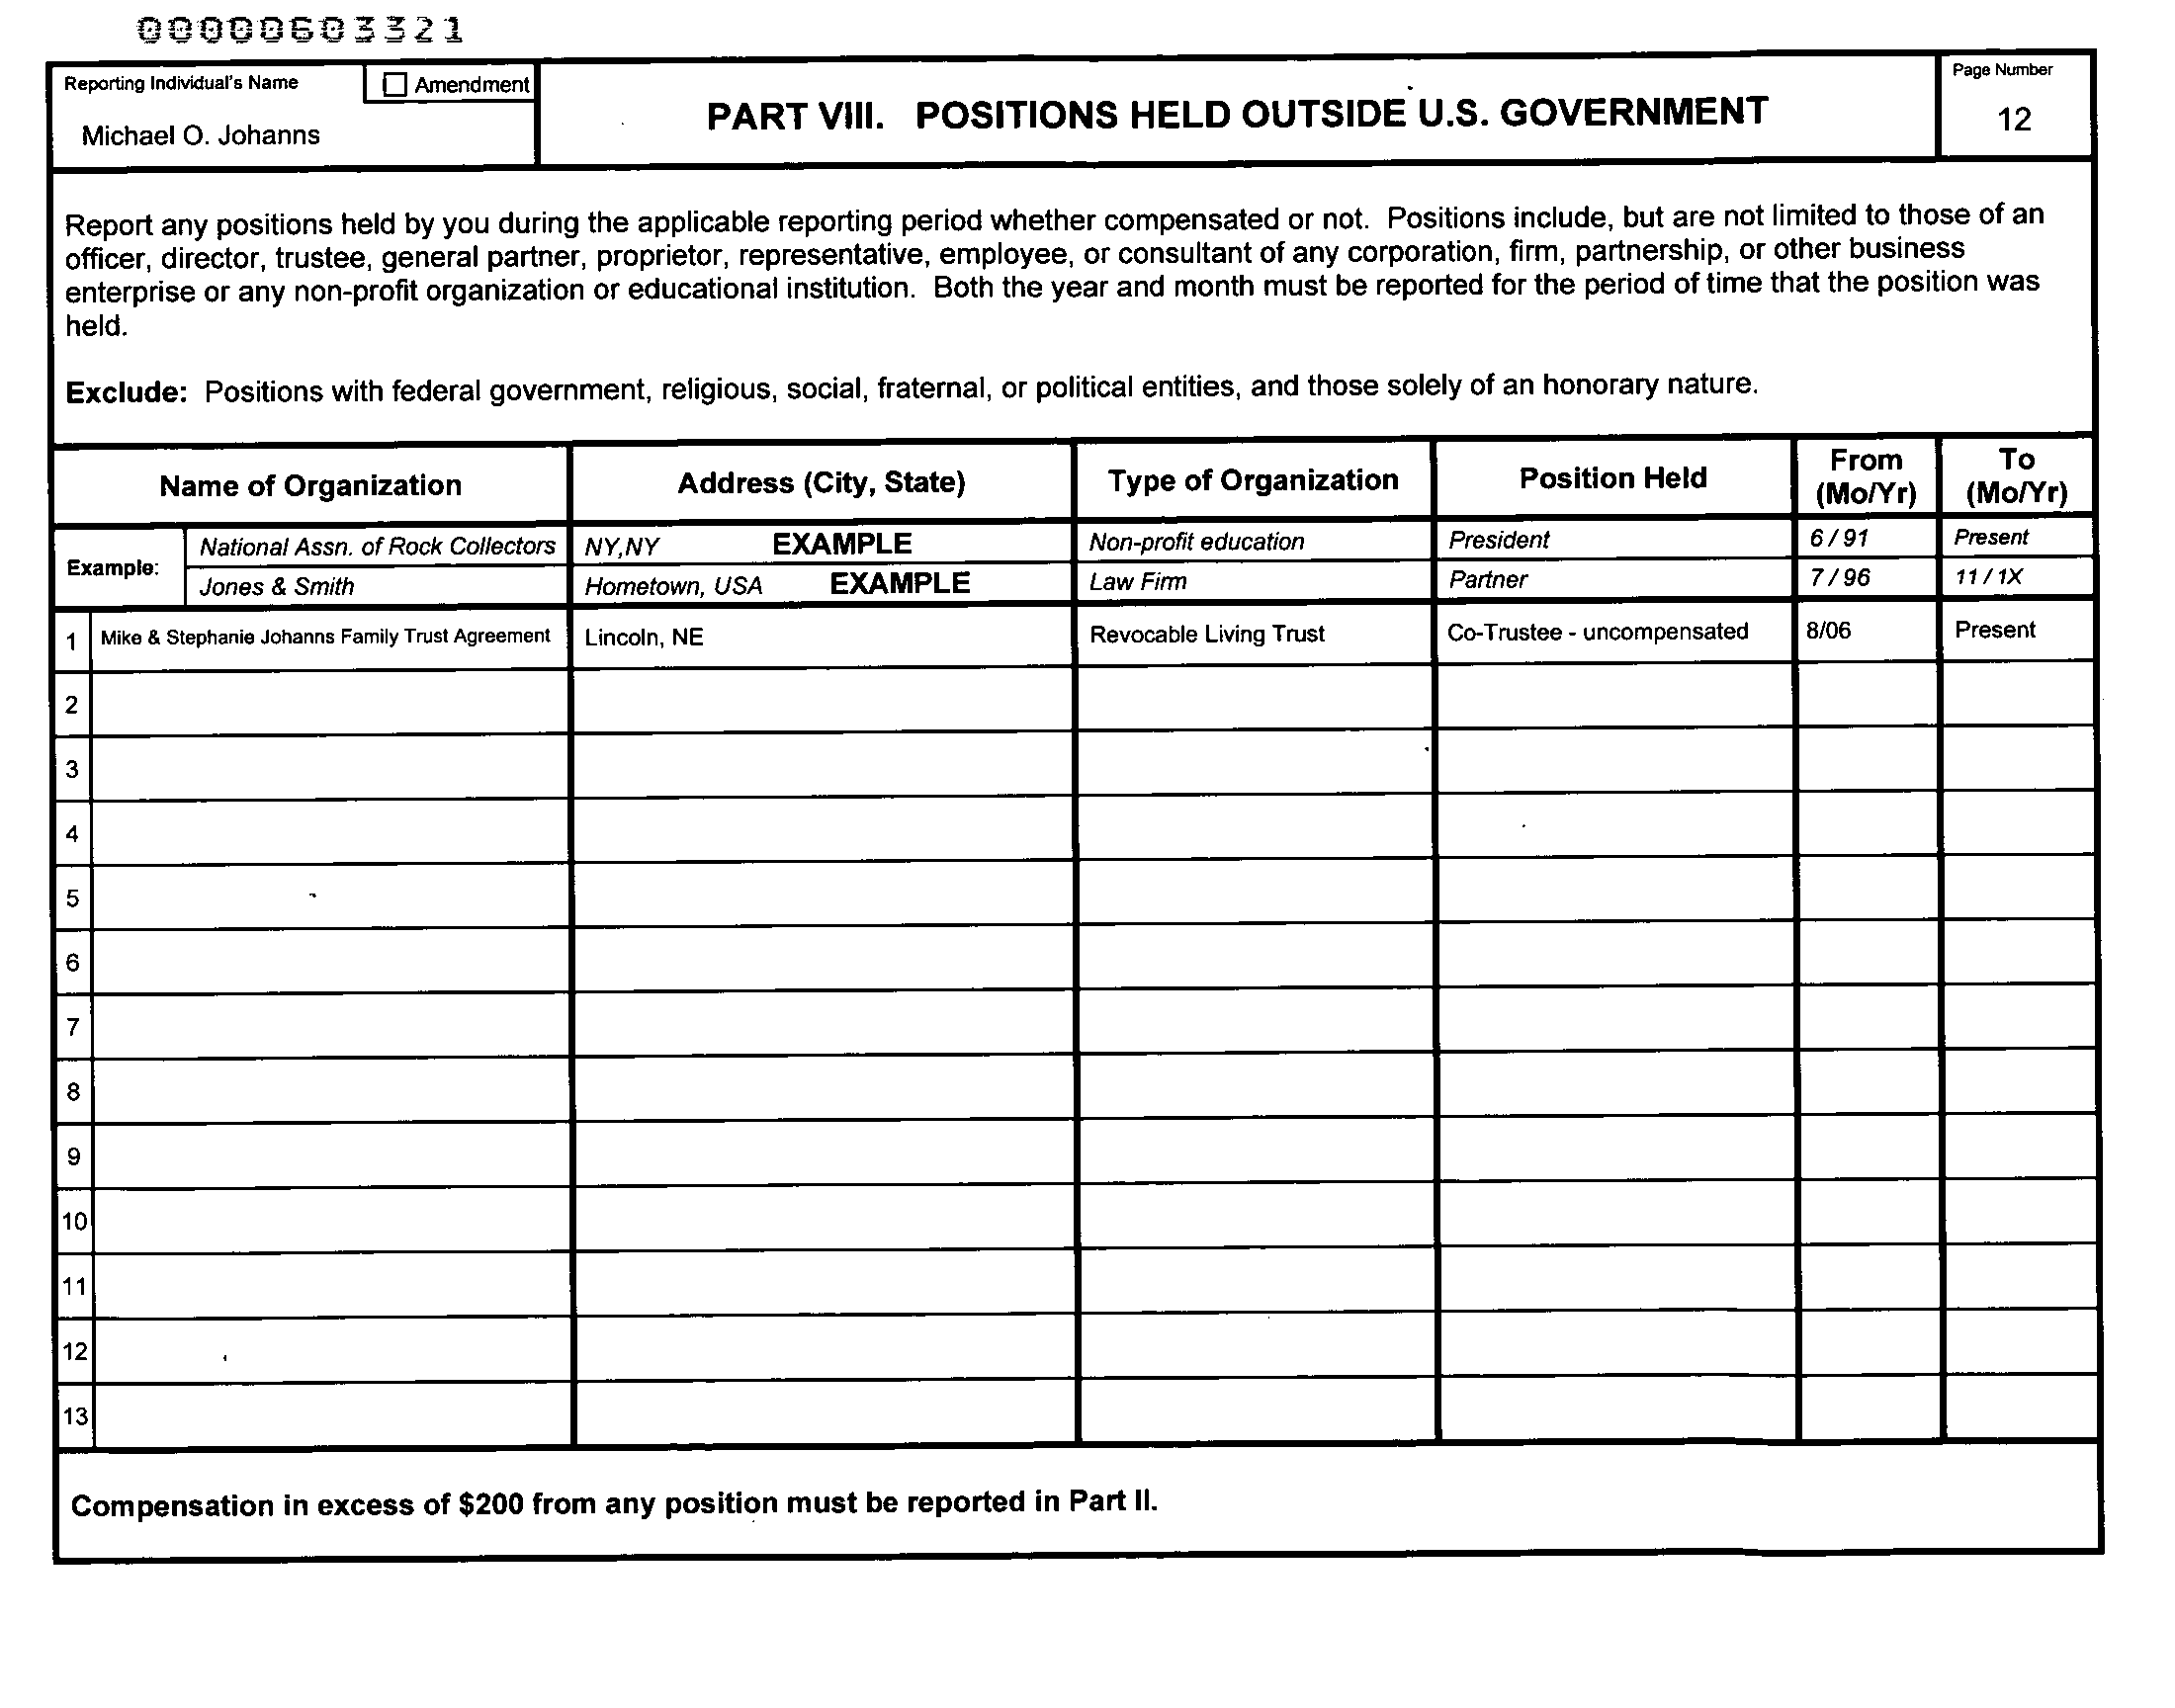 00000603321
Reporting Individual's Name
Amendment
Michael O. Johanns
PART VIII. POSITIONS HELD OUTSIDE U.S. GOVERNMENT
Page Number
12
Report any positions held by you during the applicable reporting period whether compensated or not. Positions include, but are not limited to those of an
officer, director, trustee, general partner, proprietor, representative, employee, or consultant of any corporation, firm, partnership, or other business
enterprise or any non-profit organization or educational institution. Both the year and month must be reported for the period of time that the position was
held.
Exclude: Positions with federal government, religious, social, fraternal, or political entities, and those solely of an honorary nature.
Name of Organization Address (City, State) Type of Organization Position Held From (Mo/Yr) To (Mo/Yr)
Example:
National Assn. of Rock Collectors NY,NY EXAMPLE Non-profit education President 6 / 91 Present
Jones & Smith Hometown, USA EXAMPLE Law Firm Partner 7 / 96 11 / 1X
1 Mike & Stephanie Johanns Family Trust Agreement Lincoln, NE Revocable Living Trust Co-Trustee - uncompensated 8/06 Present
2
3
4
5
6
7
8
9
10
11
12
13
Compensation in excess of $200 from any position must be reported in Part II.